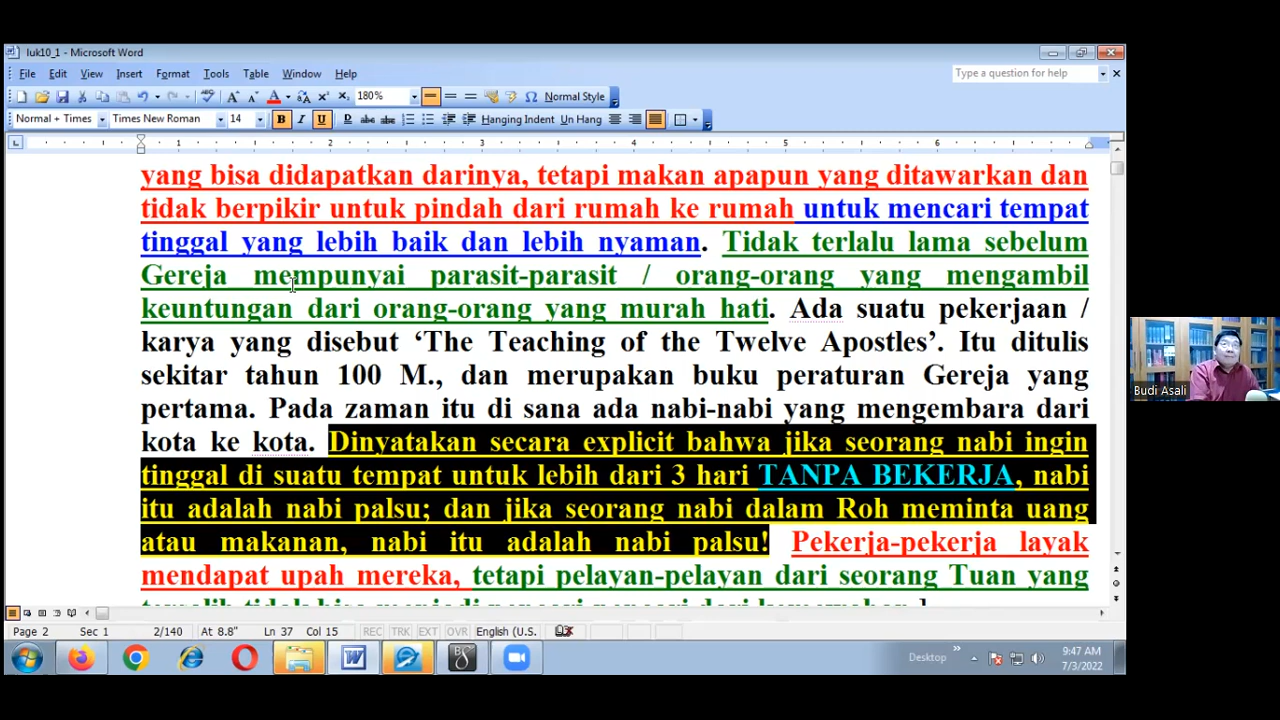 luk10_1 - Microsoft Word
File Edit View Insert Format Tools Table Window Help
Type a question for help
180% Normal Style
Normal + Times Times New Roman 14 B I U Hanging Indent Un Hang
1 2 3 4 5 6
yang bisa didapatkan darinya, tetapi makan apapun yang ditawarkan dan
tidak berpikir untuk pindah dari rumah ke rumah untuk mencari tempat
tinggal yang lebih baik dan lebih nyaman. Tidak terlalu lama sebelum
Gereja mempunyai parasit-parasit / orang-orang yang mengambil
keuntungan dari orang-orang yang murah hati. Ada suatu pekerjaan /
karya yang disebut ‘The Teaching of the Twelve Apostles’. Itu ditulis
sekitar tahun 100 M., dan merupakan buku peraturan Gereja yang
pertama. Pada zaman itu di sana ada nabi-nabi yang mengembara dari
kota ke kota. Dinyatakan secara explicit bahwa jika seorang nabi ingin
tinggal di suatu tempat untuk lebih dari 3 hari TANPA BEKERJA, nabi
itu adalah nabi palsu; dan jika seorang nabi dalam Roh meminta uang
atau makanan, nabi itu adalah nabi palsu! Pekerja-pekerja layak
mendapat upah mereka, tetapi pelayan-pelayan dari seorang Tuan yang
Budi Asali
Page 2 Sec 1 2/140 At 8.8" Ln 37 Col 15 REC TRK EXT OVR English (U.S.
Desktop
9:47 AM
7/3/2022